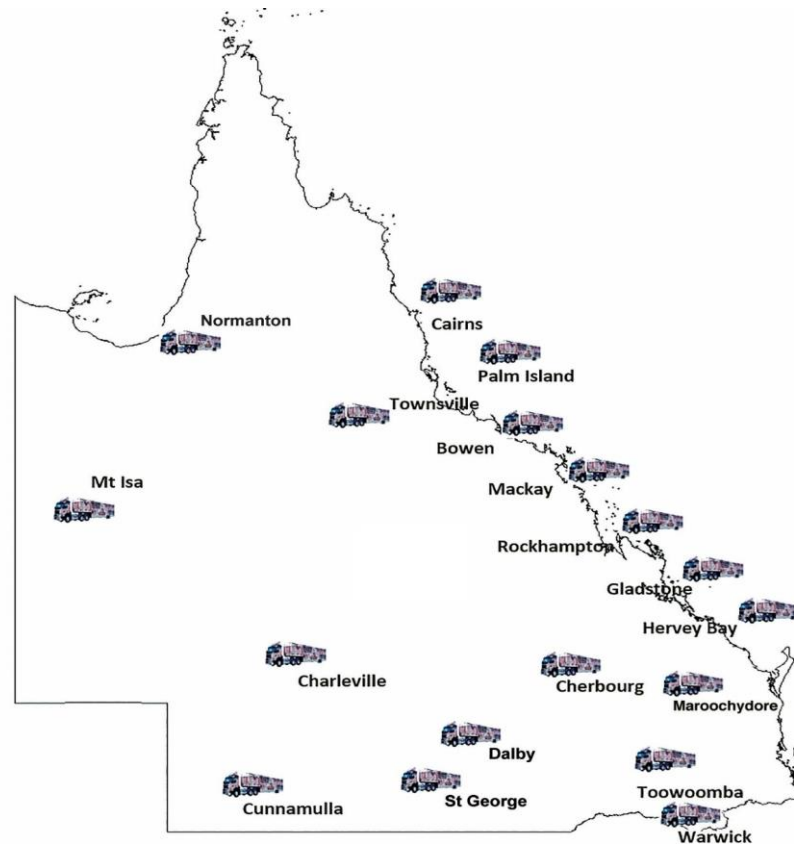 Normanton
Cairns
Palm Island
Townsville
Bowen
Mt Isa
Mackay
Rockhampton
Gladstone
Hervey Bay
Charleville
Cherbourg
Maroochydore
Dalby
Toowoomba
St George
Cunnamulla
Warwick